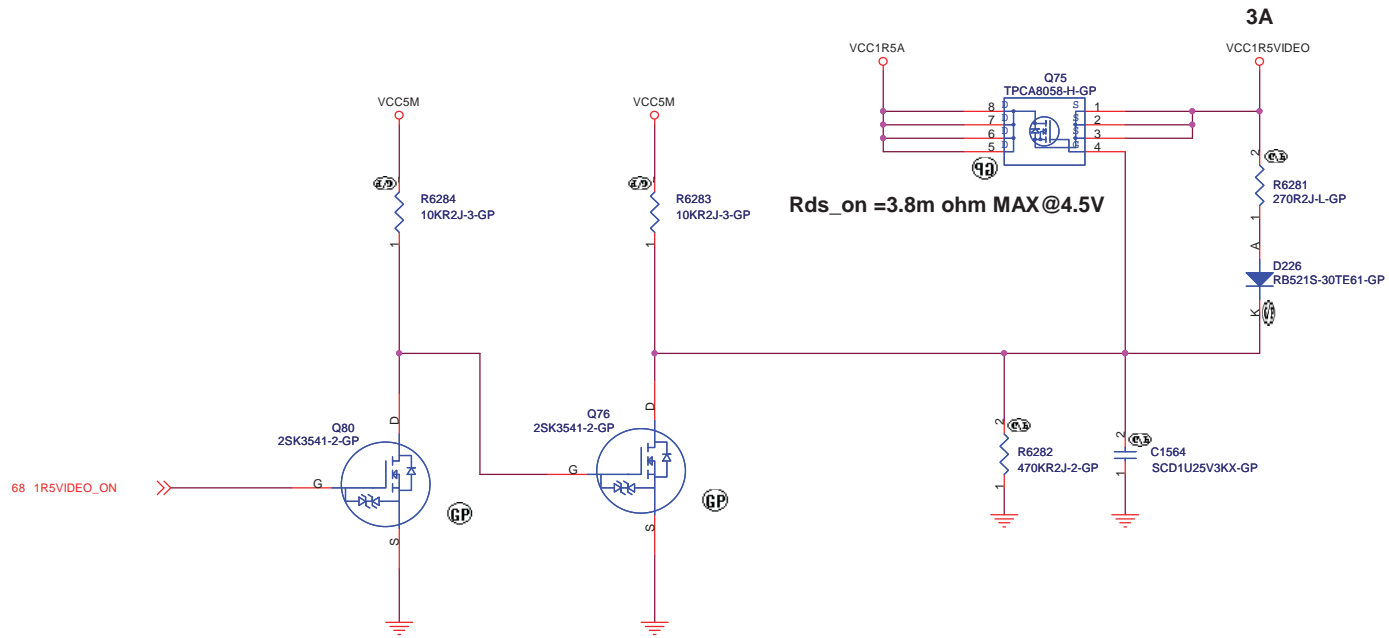 3A
VCC1R5A
VCC1R5VIDEO
Q75
TPCA8058-H-GP
VCC5M
VCC5M
8 D S 1
7 D S 2
6 D S 3
5 D G 4
GP
Rds_on =3.8m ohm MAX@4.5V
2
R6281
270R2J-L-GP
1
R6284
10KR2J-3-GP
1
R6283
10KR2J-3-GP
1
A
D226
RB521S-30TE61-GP
K
D
Q80
2SK3541-2-GP
G
S
GP
D
Q76
2SK3541-2-GP
G
S
GP
2
R6282
470KR2J-2-GP
1
2
C1564
SCD1U25V3KX-GP
1
68 1R5VIDEO_ON